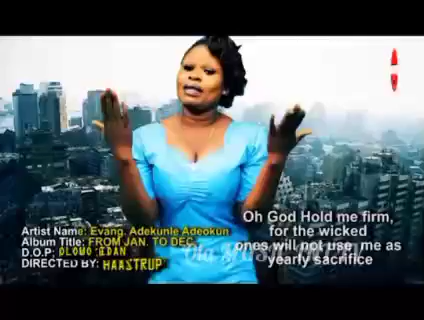 Artist Name: Evang. Adekunle Adeokun
Album Title: FROM JAN. TO DEC.
D.O.P: OLOMO EDAN
DIRECTED BY: HAASTRUP
Oh God Hold me firm,
for the wicked
ones will not use me as
yearly sacrifice